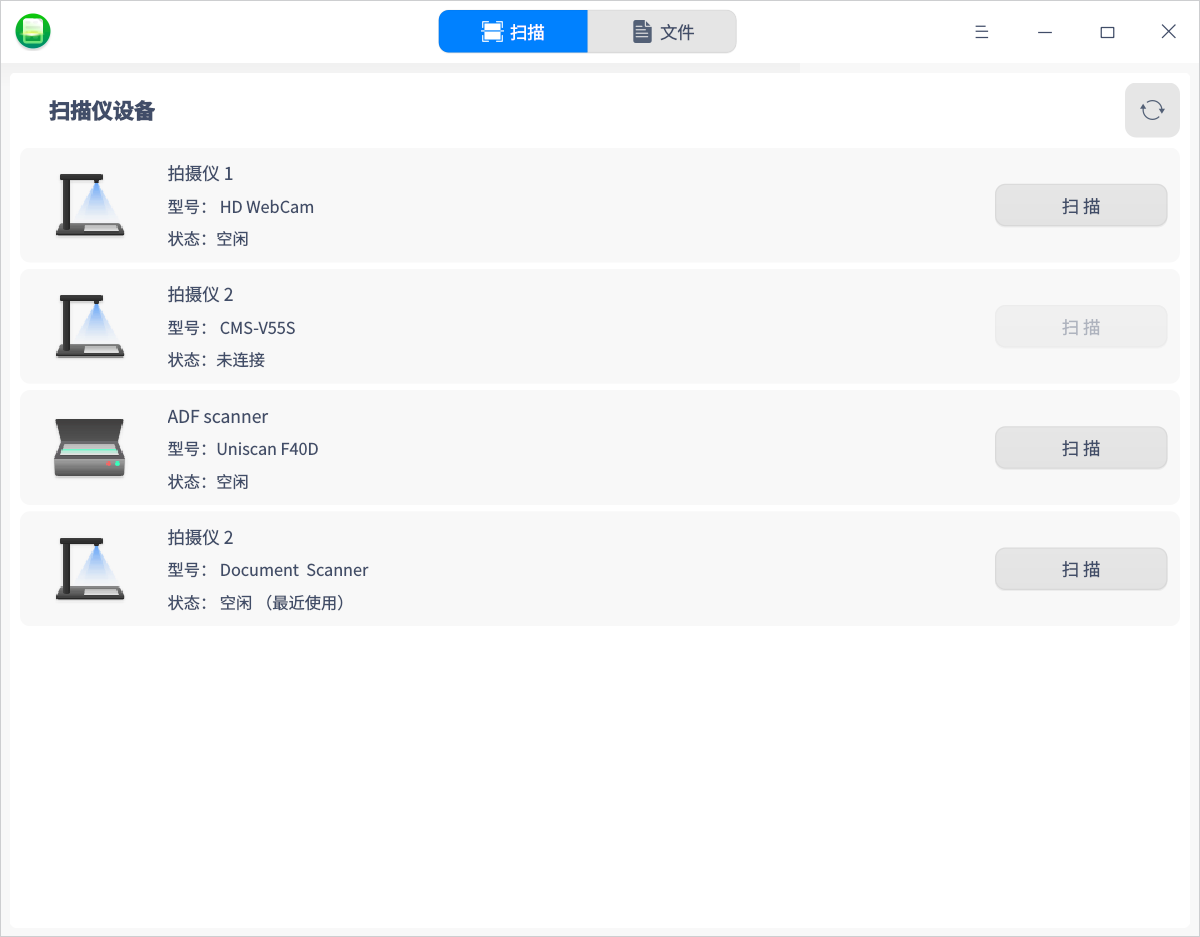 扫描
文件
扫描仪设备
拍摄仪 1
型号： HD WebCam
状态：空闲
扫 描
拍摄仪 2
型号： CMS-V55S
状态：未连接
扫 描
ADF scanner
型号：Uniscan F40D
状态：空闲
扫 描
拍摄仪 2
型号： Document  Scanner
状态： 空闲 （最近使用）
扫 描